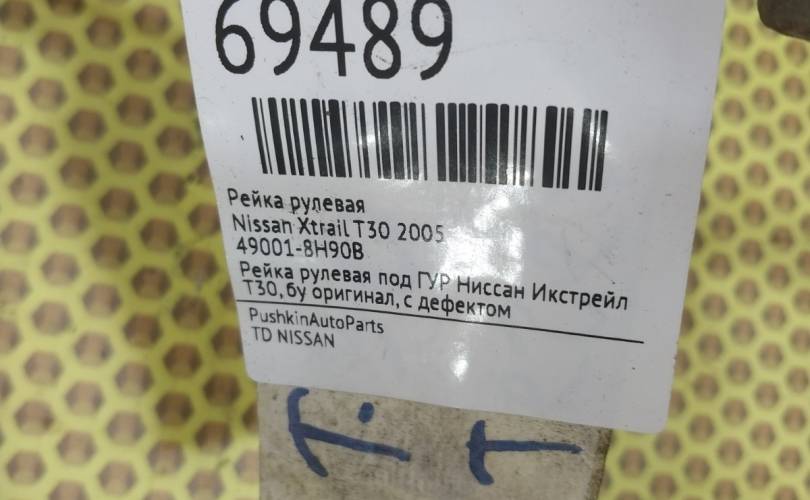 69489
Рейка рулевая
Nissan Xtrail T30 2005
49001-8H90B
Рейка рулевая под ГУР Ниссан Икстрейл
Т30,бу оригинал, с дефектом
PushkinAutoParts
TD NISSAN
T. T